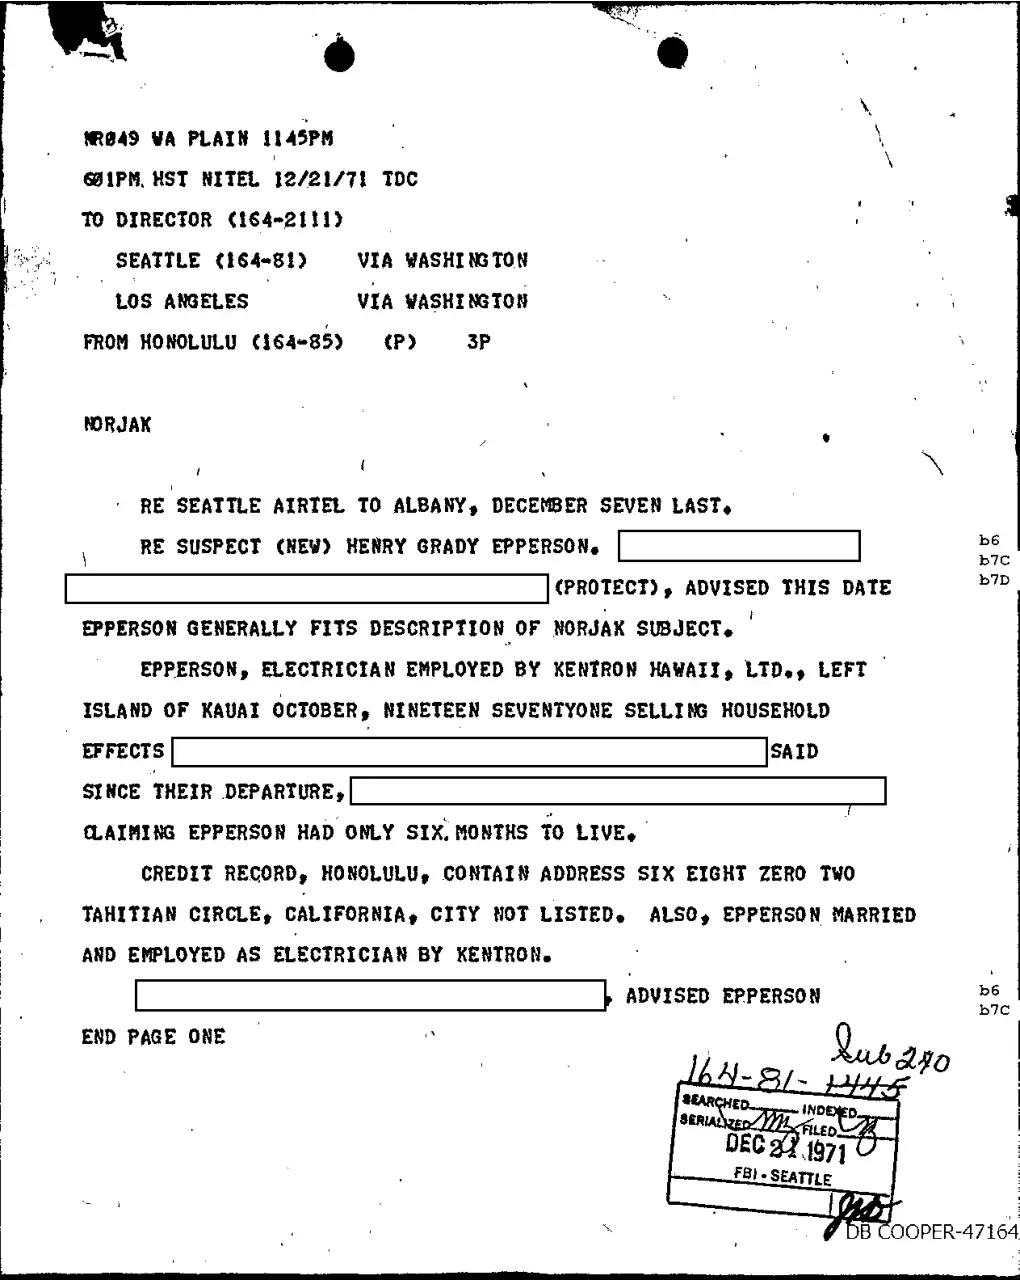 NR049 WA PLAIN 1145PM
601PM HST NITEL 12/21/71 TDC
TO DIRECTOR (164-2111)
SEATTLE (164-81) VIA WASHINGTON
LOS ANGELES VIA WASHINGTON
FROM HONOLULU (164-85) (P) 3P
NORJAK
RE SEATTLE AIRTEL TO ALBANY, DECEMBER SEVEN LAST.
RE SUSPECT (NEW) HENRY GRADY EPPERSON.
b6
b7C
b7D
(PROTECT), ADVISED THIS DATE
EPPERSON GENERALLY FITS DESCRIPTION OF NORJAK SUBJECT.
EPPERSON, ELECTRICIAN EMPLOYED BY KENTRON HAWAII, LTD., LEFT
ISLAND OF KAUAI OCTOBER, NINETEEN SEVENTYONE SELLING HOUSEHOLD
EFFECTS SAID
SINCE THEIR DEPARTURE,
CLAIMING EPPERSON HAD ONLY SIX MONTHS TO LIVE.
CREDIT RECORD, HONOLULU, CONTAIN ADDRESS SIX EIGHT ZERO TWO
TAHITIAN CIRCLE, CALIFORNIA, CITY NOT LISTED. ALSO, EPPERSON MARRIED
AND EMPLOYED AS ELECTRICIAN BY KENTRON.
, ADVISED EPPERSON
b6
b7C
END PAGE ONE
Sub 290
164-81-1445
SEARCHED INDEXED
SERIALIZED FILED
DEC 21 1971
FBI - SEATTLE
DB COOPER-47164